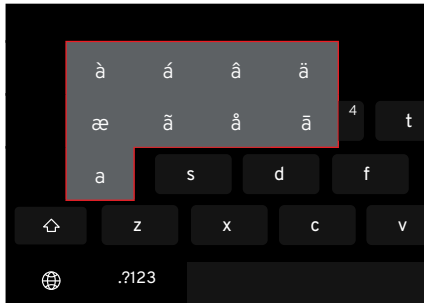 à á â ä
æ ã å ā 4 t
a s d f
z x c v
.?123